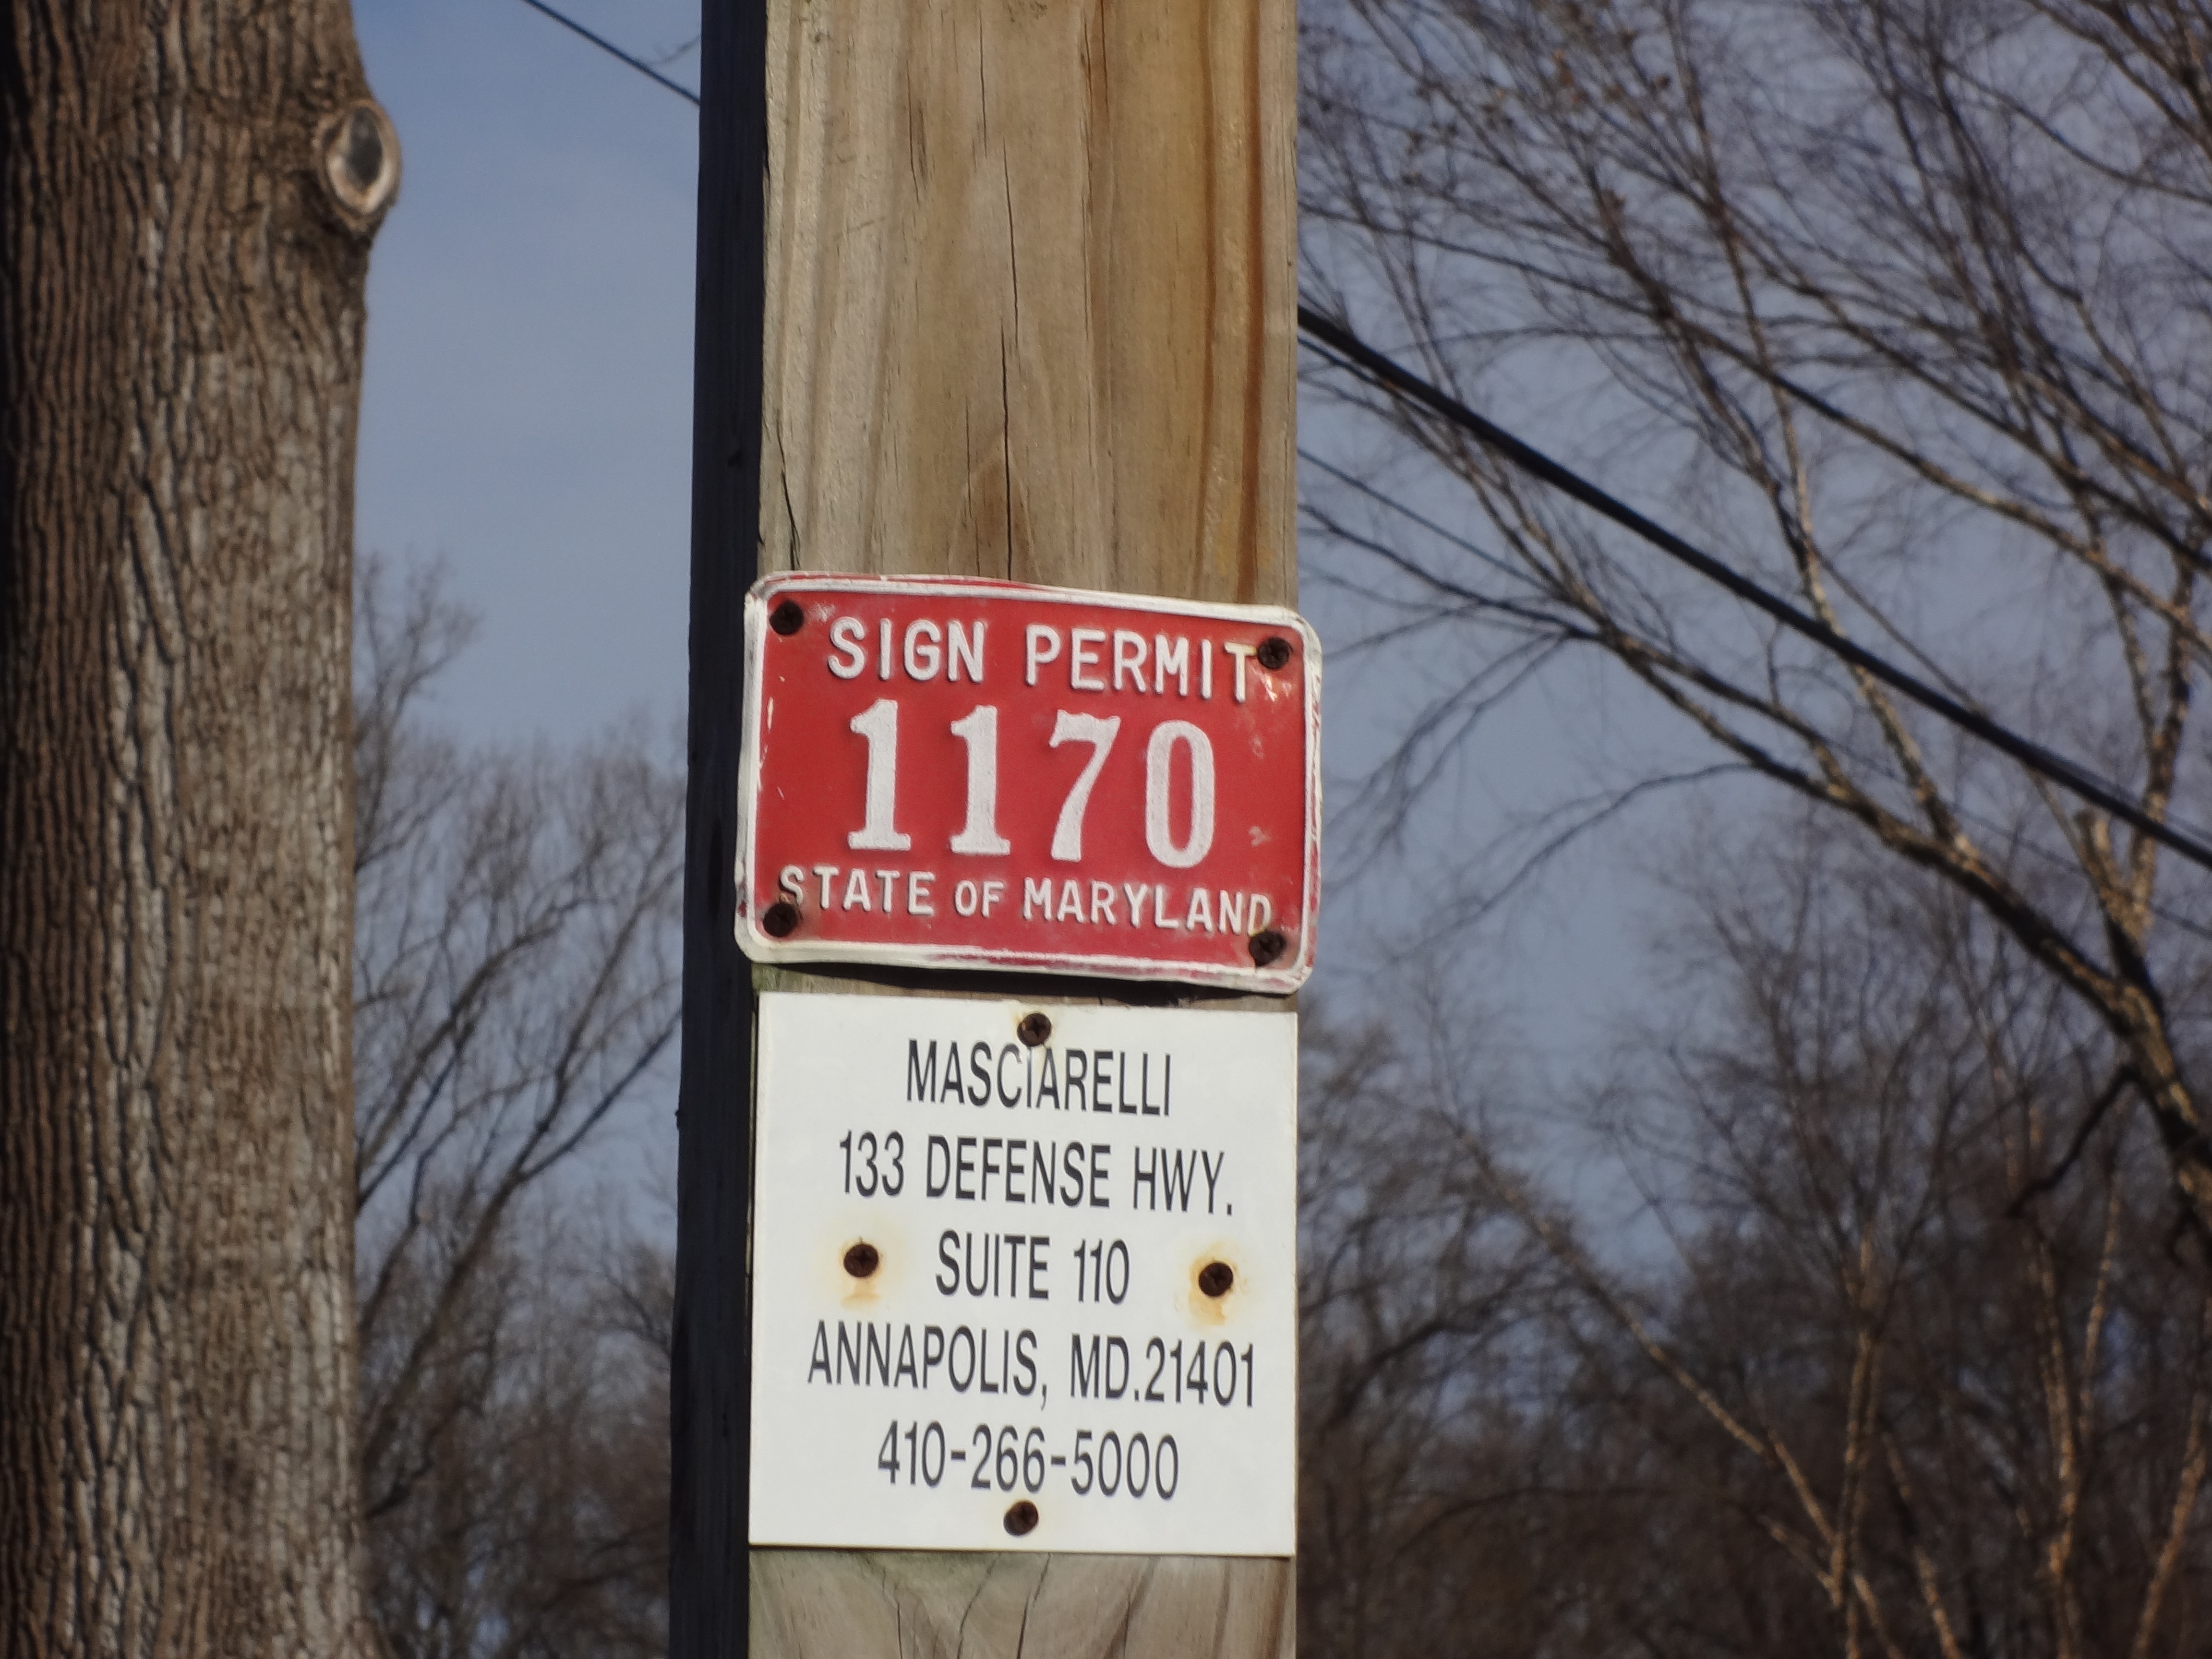 SIGN PERMIT
1170
STATE OF MARYLAND
MASCIARELLI
133 DEFENSE HWY.
SUITE 110
ANNAPOLIS, MD.21401
410-266-5000